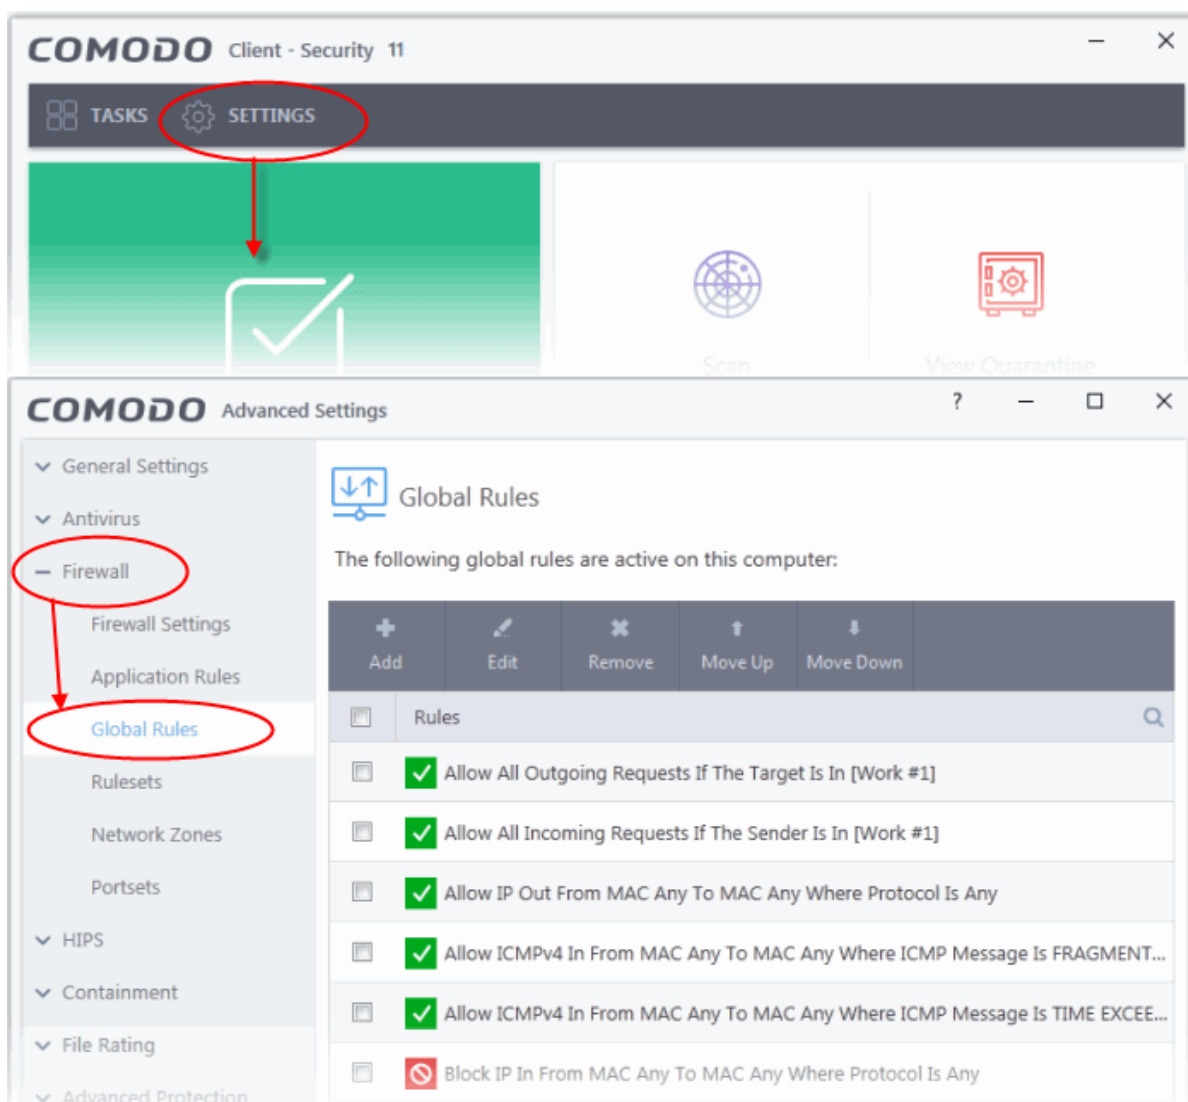 COMODO Client - Security 11
TASKS SETTINGS
Scan View Quarantine
COMODO Advanced Settings ?
General Settings
Antivirus
Firewall
Firewall Settings
Application Rules
Global Rules
Rulesets
Network Zones
Portsets
HIPS
Containment
File Rating
Advanced Protection
Global Rules
The following global rules are active on this computer:
Add Edit Remove Move Up Move Down
Rules
Allow All Outgoing Requests If The Target Is In [Work #1]
Allow All Incoming Requests If The Sender Is In [Work #1]
Allow IP Out From MAC Any To MAC Any Where Protocol Is Any
Allow ICMPv4 In From MAC Any To MAC Any Where ICMP Message Is FRAGMENT...
Allow ICMPv4 In From MAC Any To MAC Any Where ICMP Message Is TIME EXCEE...
Block IP In From MAC Any To MAC Any Where Protocol Is Any